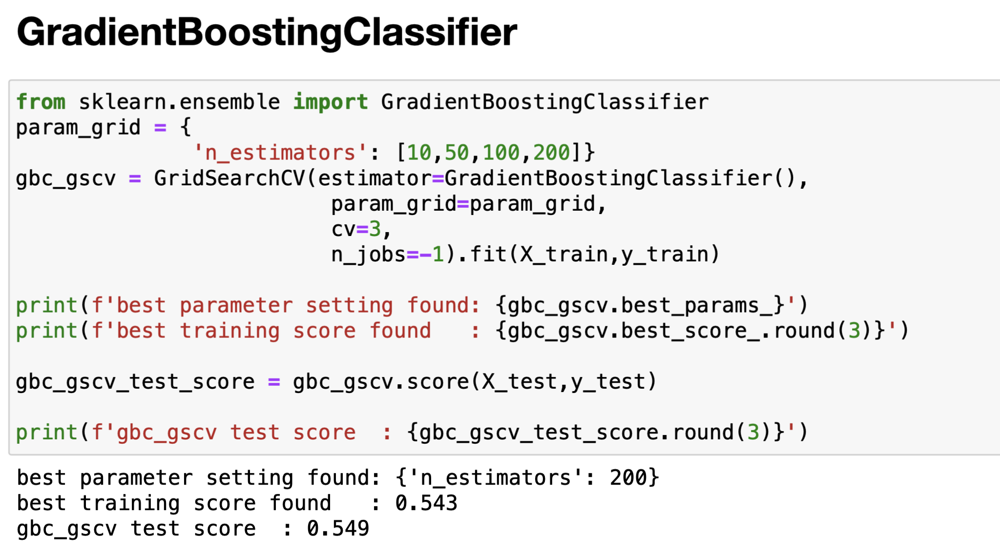 GradientBoostingClassifier
from sklearn.ensemble import GradientBoostingClassifier
param_grid = {
              'n_estimators': [10,50,100,200]}
gbc_gscv = GridSearchCV(estimator=GradientBoostingClassifier(),
                         param_grid=param_grid,
                         cv=3,
                         n_jobs=-1).fit(X_train,y_train)
print(f'best parameter setting found: {gbc_gscv.best_params_}')
print(f'best training score found   : {gbc_gscv.best_score_.round(3)}')
gbc_gscv_test_score = gbc_gscv.score(X_test,y_test)
print(f'gbc_gscv test score  : {gbc_gscv_test_score.round(3)}')
best parameter setting found: {'n_estimators': 200}
best training score found   : 0.543
gbc_gscv test score  : 0.549